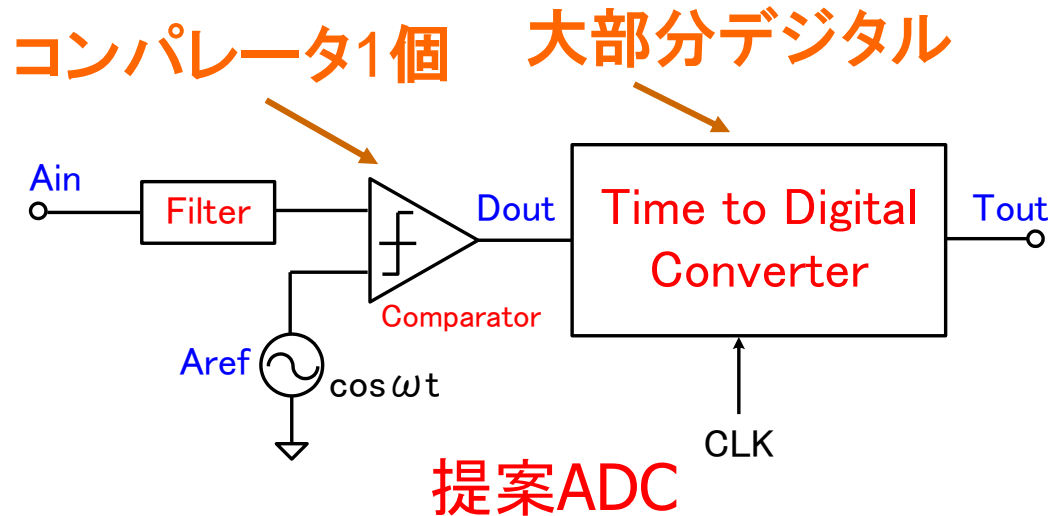 コンパレータ1個
大部分デジタル
Ain
Filter
Dout
Time to Digital
Converter
Tout
Comparator
Aref
cosωt
CLK
提案ADC